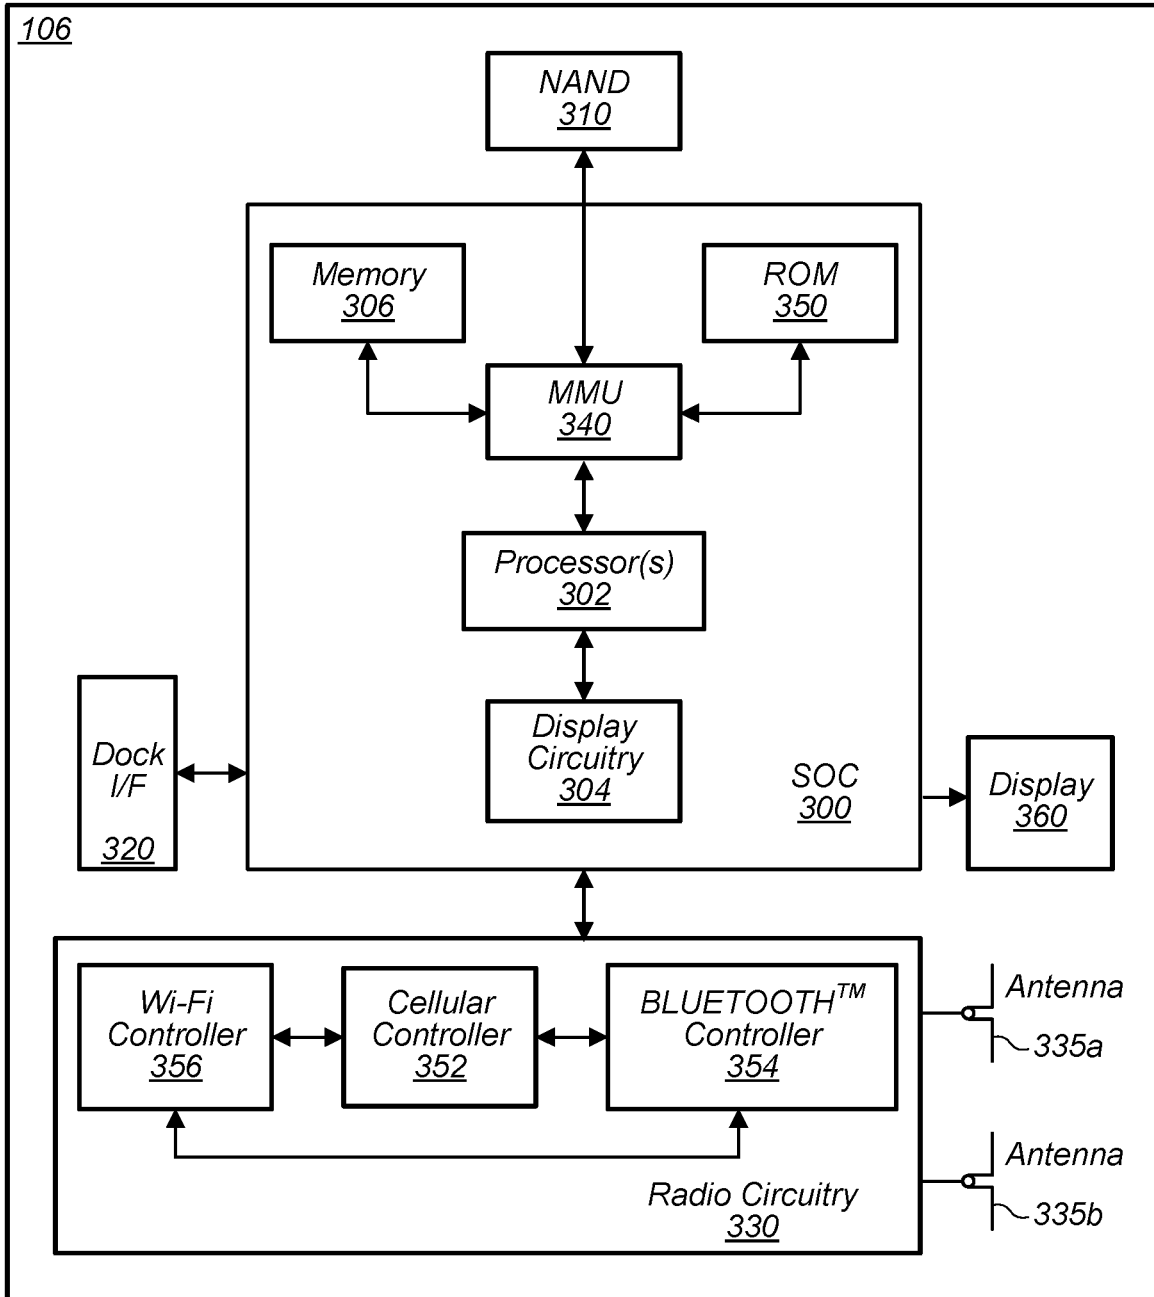 106
NAND
310
Memory
306
ROM
350
MMU
340
Processor(s)
302
Display
Circuitry
304
SOC
300
Dock
I/F
320
Display
360
Wi-Fi
Controller
356
Cellular
Controller
352
BLUETOOTH™
Controller
354
Radio Circuitry
330
Antenna
335a
Antenna
335b